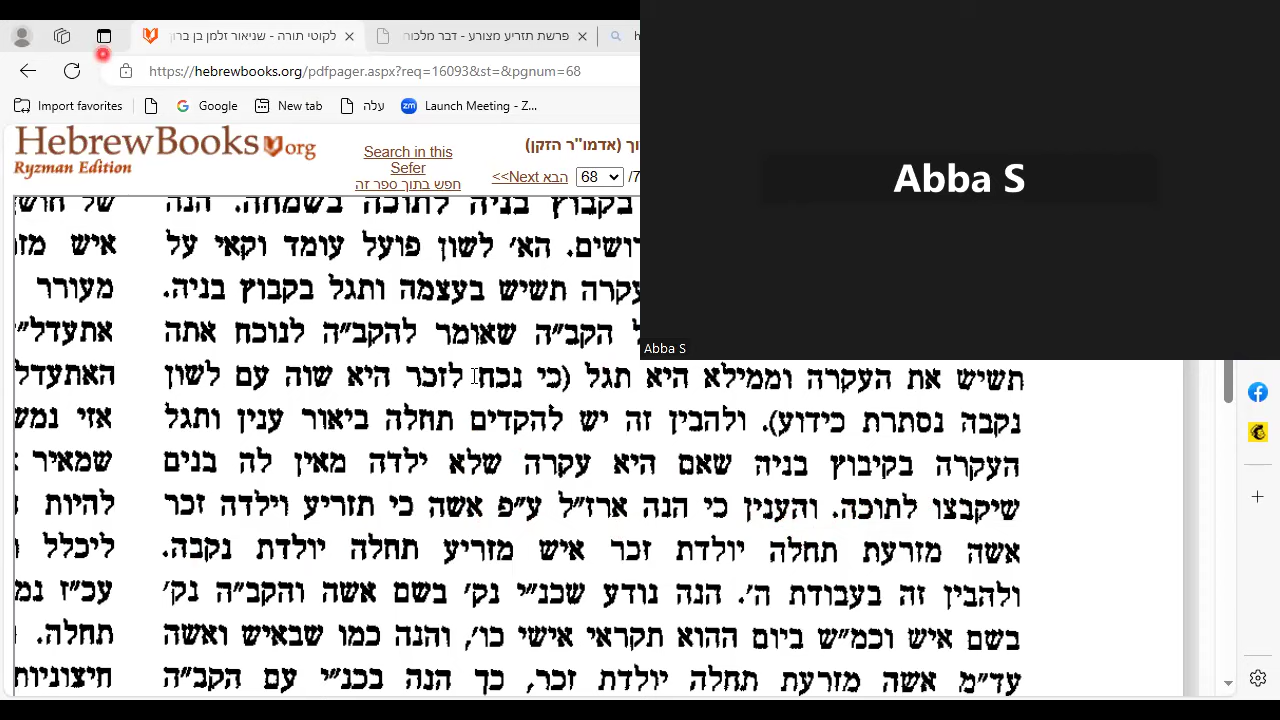 לקוטי תורה - שניאור זלמן בן ברוך
פרשת תזריע מצורע - דבר מלכות
https://hebrewbooks.org/pdfpager.aspx?req=16093&st=&pgnum=68
Import favorites
Google
New tab
עלה
Launch Meeting - Z...
HebrewBooks.org
Ryzman Edition
Search in this
Sefer
חפש בתוך ספר זה
<<Next הבא
68
/7
וך (אדמו"ר הזקן)
Abba S
Abba S
בקבוץ בניה לתוכה בשמחה. הנה
דושים. הא' לשון פועל עומד וקאי על
עקרה תשיש בעצמה ותגל בקבוץ בניה.
הקב"ה שאומר להקב"ה לנוכח אתה
תשיש את העקרה וממילא היא תגל (כי נכח לזכר היא שוה עם לשון
נקבה נסתרת כידוע). ולהבין זה יש להקדים תחלה ביאור ענין ותגל
העקרה בקיבוץ בניה שאם היא עקרה שלא ילדה מאין לה בנים
שיקבצו לתוכה. והענין כי הנה ארז"ל ע"פ אשה כי תזריע וילדה זכר
אשה מזרעת תחלה יולדת זכר איש מזריע תחלה יולדת נקבה.
ולהבין זה בעבודת ה'. הנה נודע שכנ"י נק' בשם אשה והקב"ה נק'
בשם איש וכמ"ש ביום ההוא תקראי אישי כו', והנה כמו שבאיש ואשה
עד"מ אשה מזרעת תחלה יולדת זכר, כך הנה בכנ"י עם הקב"ה
של
איש
מעורר
אתעדל"
האתעדל
אזי
שמאיר
להיות
ליכלל
עכ"ז
תחלה.
חיצוניות